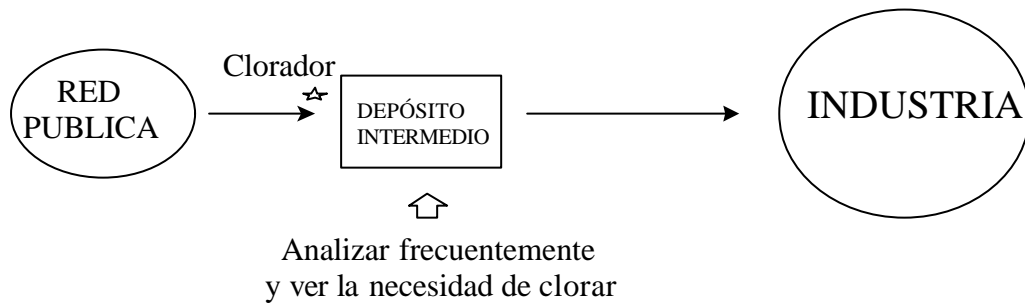 RED
PUBLICA
Clorador
DEPÓSITO
INTERMEDIO
INDUSTRIA
Analizar frecuentemente
y ver la necesidad de clorar